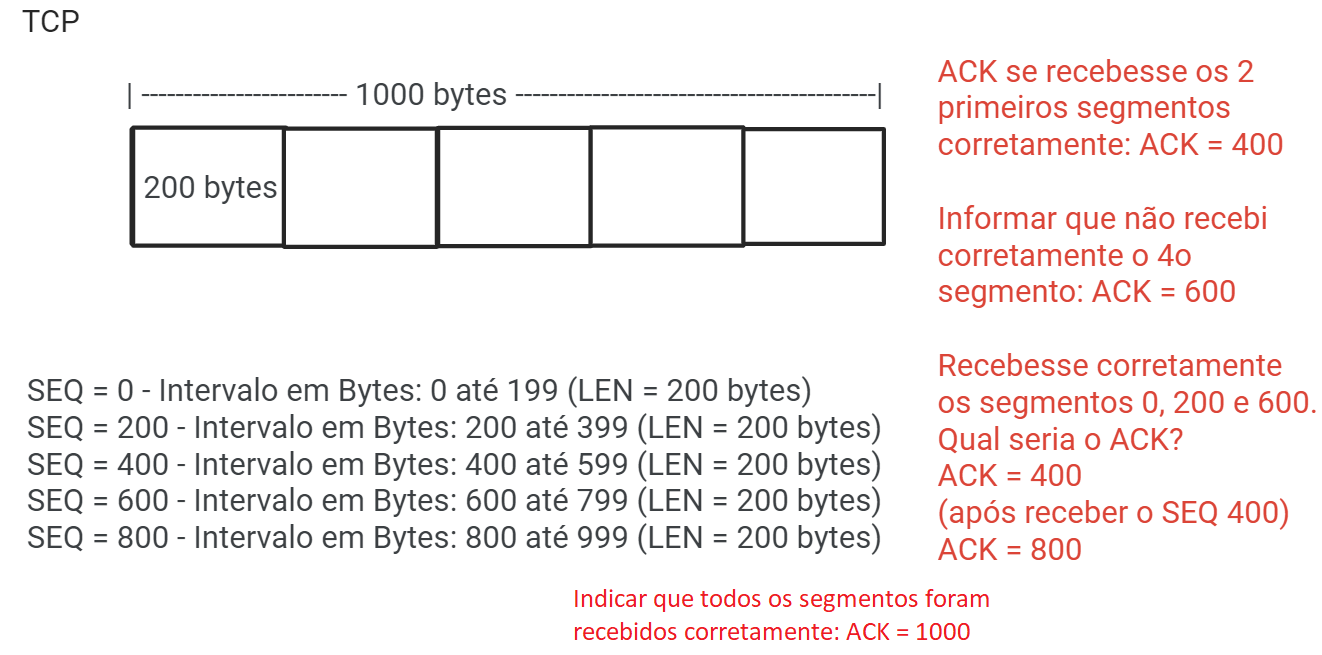 TCP
| ------------------------ 1000 bytes ------------------------------------------|
200 bytes
SEQ = 0 - Intervalo em Bytes: 0 até 199 (LEN = 200 bytes)
SEQ = 200 - Intervalo em Bytes: 200 até 399 (LEN = 200 bytes)
SEQ = 400 - Intervalo em Bytes: 400 até 599 (LEN = 200 bytes)
SEQ = 600 - Intervalo em Bytes: 600 até 799 (LEN = 200 bytes)
SEQ = 800 - Intervalo em Bytes: 800 até 999 (LEN = 200 bytes)
ACK se recebesse os 2
primeiros segmentos
corretamente: ACK = 400
Informar que não recebi
corretamente o 4o
segmento: ACK = 600
Recebesse corretamente
os segmentos 0, 200 e 600.
Qual seria o ACK?
ACK = 400
(após receber o SEQ 400)
ACK = 800
Indicar que todos os segmentos foram
recebidos corretamente: ACK = 1000